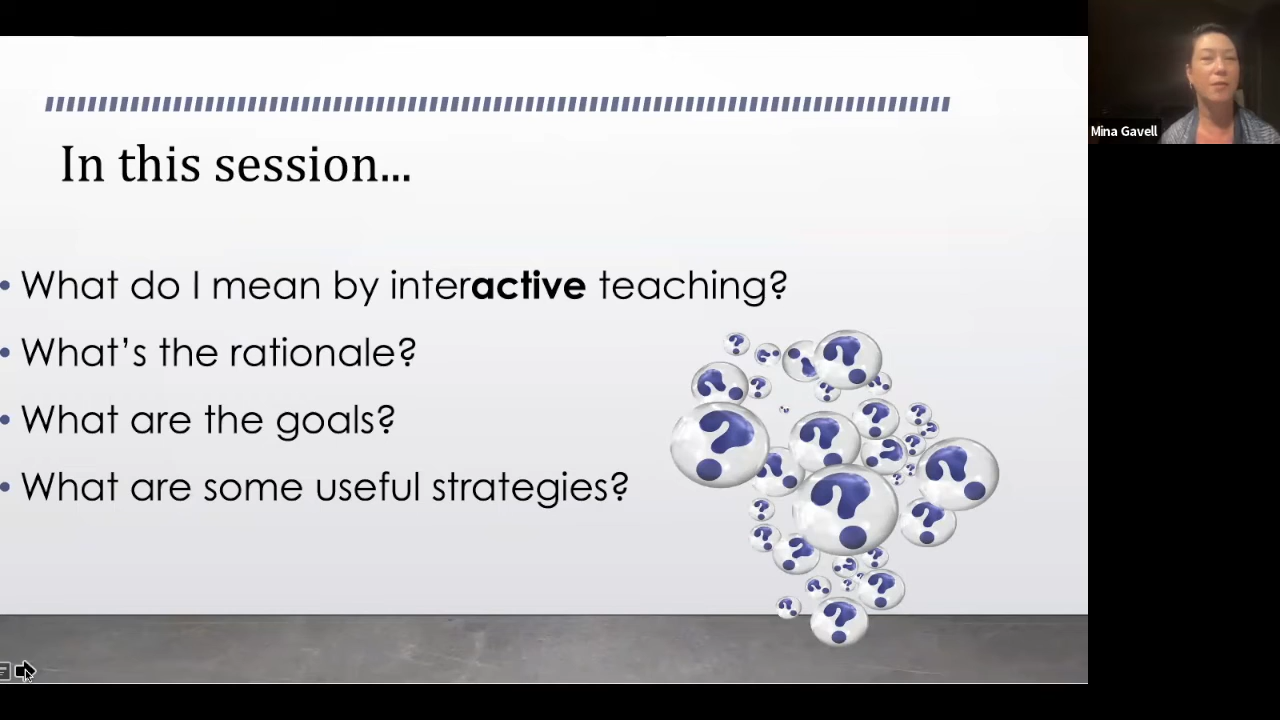 In this session...
• What do I mean by interactive teaching?
• What’s the rationale?
• What are the goals?
• What are some useful strategies?
Mina Gavell